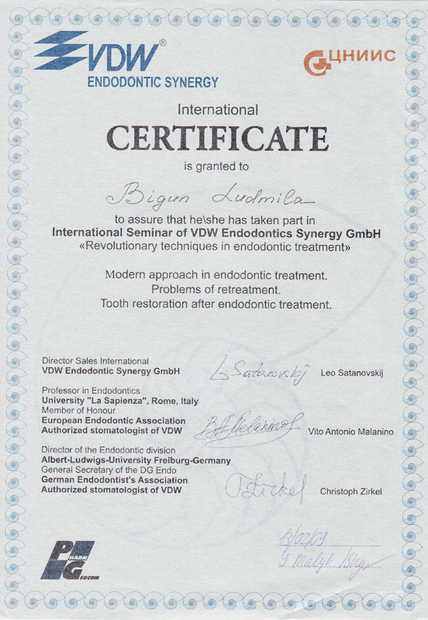 VDW®
ENDODONTIC SYNERGY
ЦНИИС
International
CERTIFICATE
is granted to
Bigun Ludmila
to assure that he\she has taken part in
International Seminar of VDW Endodontics Synergy GmbH
«Revolutionary techniques in endodontic treatment»
Modern approach in endodontic treatment.
Problems of retreatment.
Tooth restoration after endodontic treatment.
Director Sales International
VDW Endodontic Synergy GmbH
L Satanovskij Leo Satanovskij
Professor in Endodontics
University "La Sapienza", Rome, Italy
Member of Honour
European Endodontic Association
Authorized stomatologist of VDW
Vito Antonio Malanino
Director of the Endodontic division
Albert-Ludwigs-University Freiburg-Germany
General Secretary of the DG Endo
German Endodontist's Association
Authorized stomatologist of VDW
Zirkel Christoph Zirkel
PHARM
GEOCOM